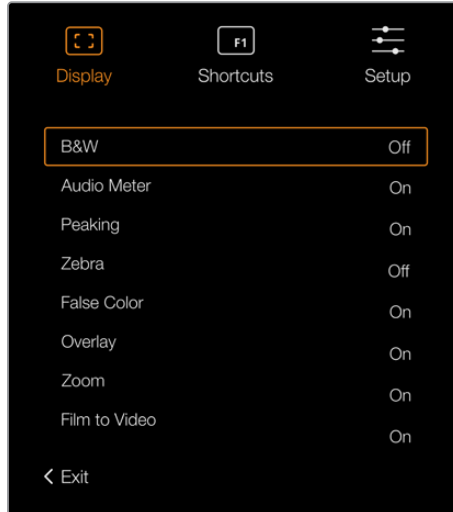 F1
Display Shortcuts Setup
B&W Off
Audio Meter On
Peaking On
Zebra Off
False Color On
Overlay On
Zoom On
Film to Video On
Exit